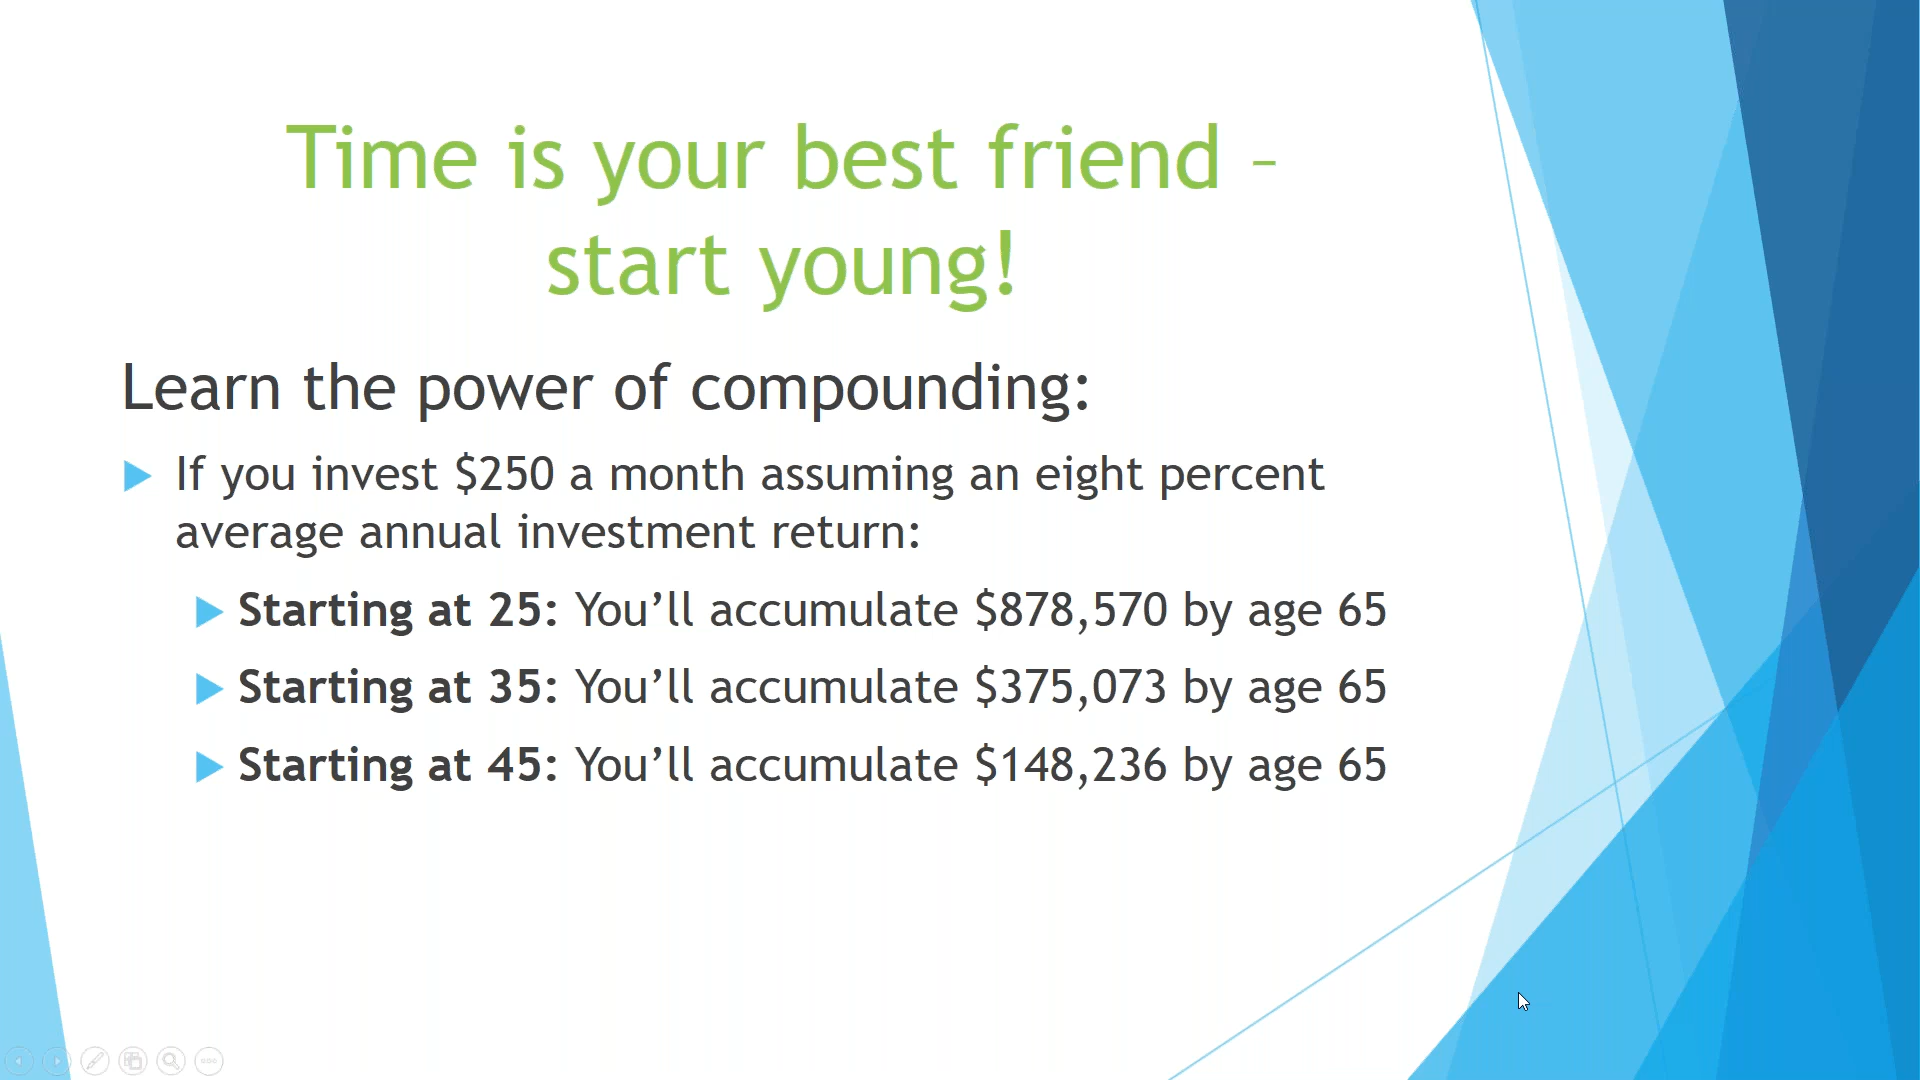 Time is your best friend –
start young!
Learn the power of compounding:
If you invest $250 a month assuming an eight percent
average annual investment return:
Starting at 25: You’ll accumulate $878,570 by age 65
Starting at 35: You’ll accumulate $375,073 by age 65
Starting at 45: You’ll accumulate $148,236 by age 65